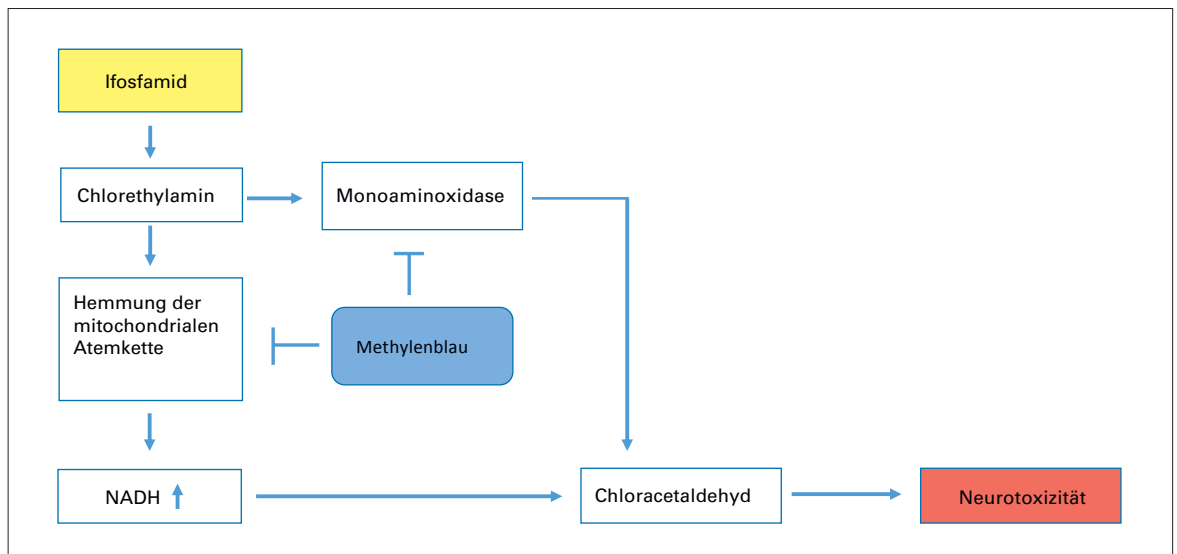 Ifosfamid
Chlorethylamin
Monoaminoxidase
Hemmung der
mitochondrialen
Atemkette
Methylenblau
NADH
Chloracetaldehyd
Neurotoxizität